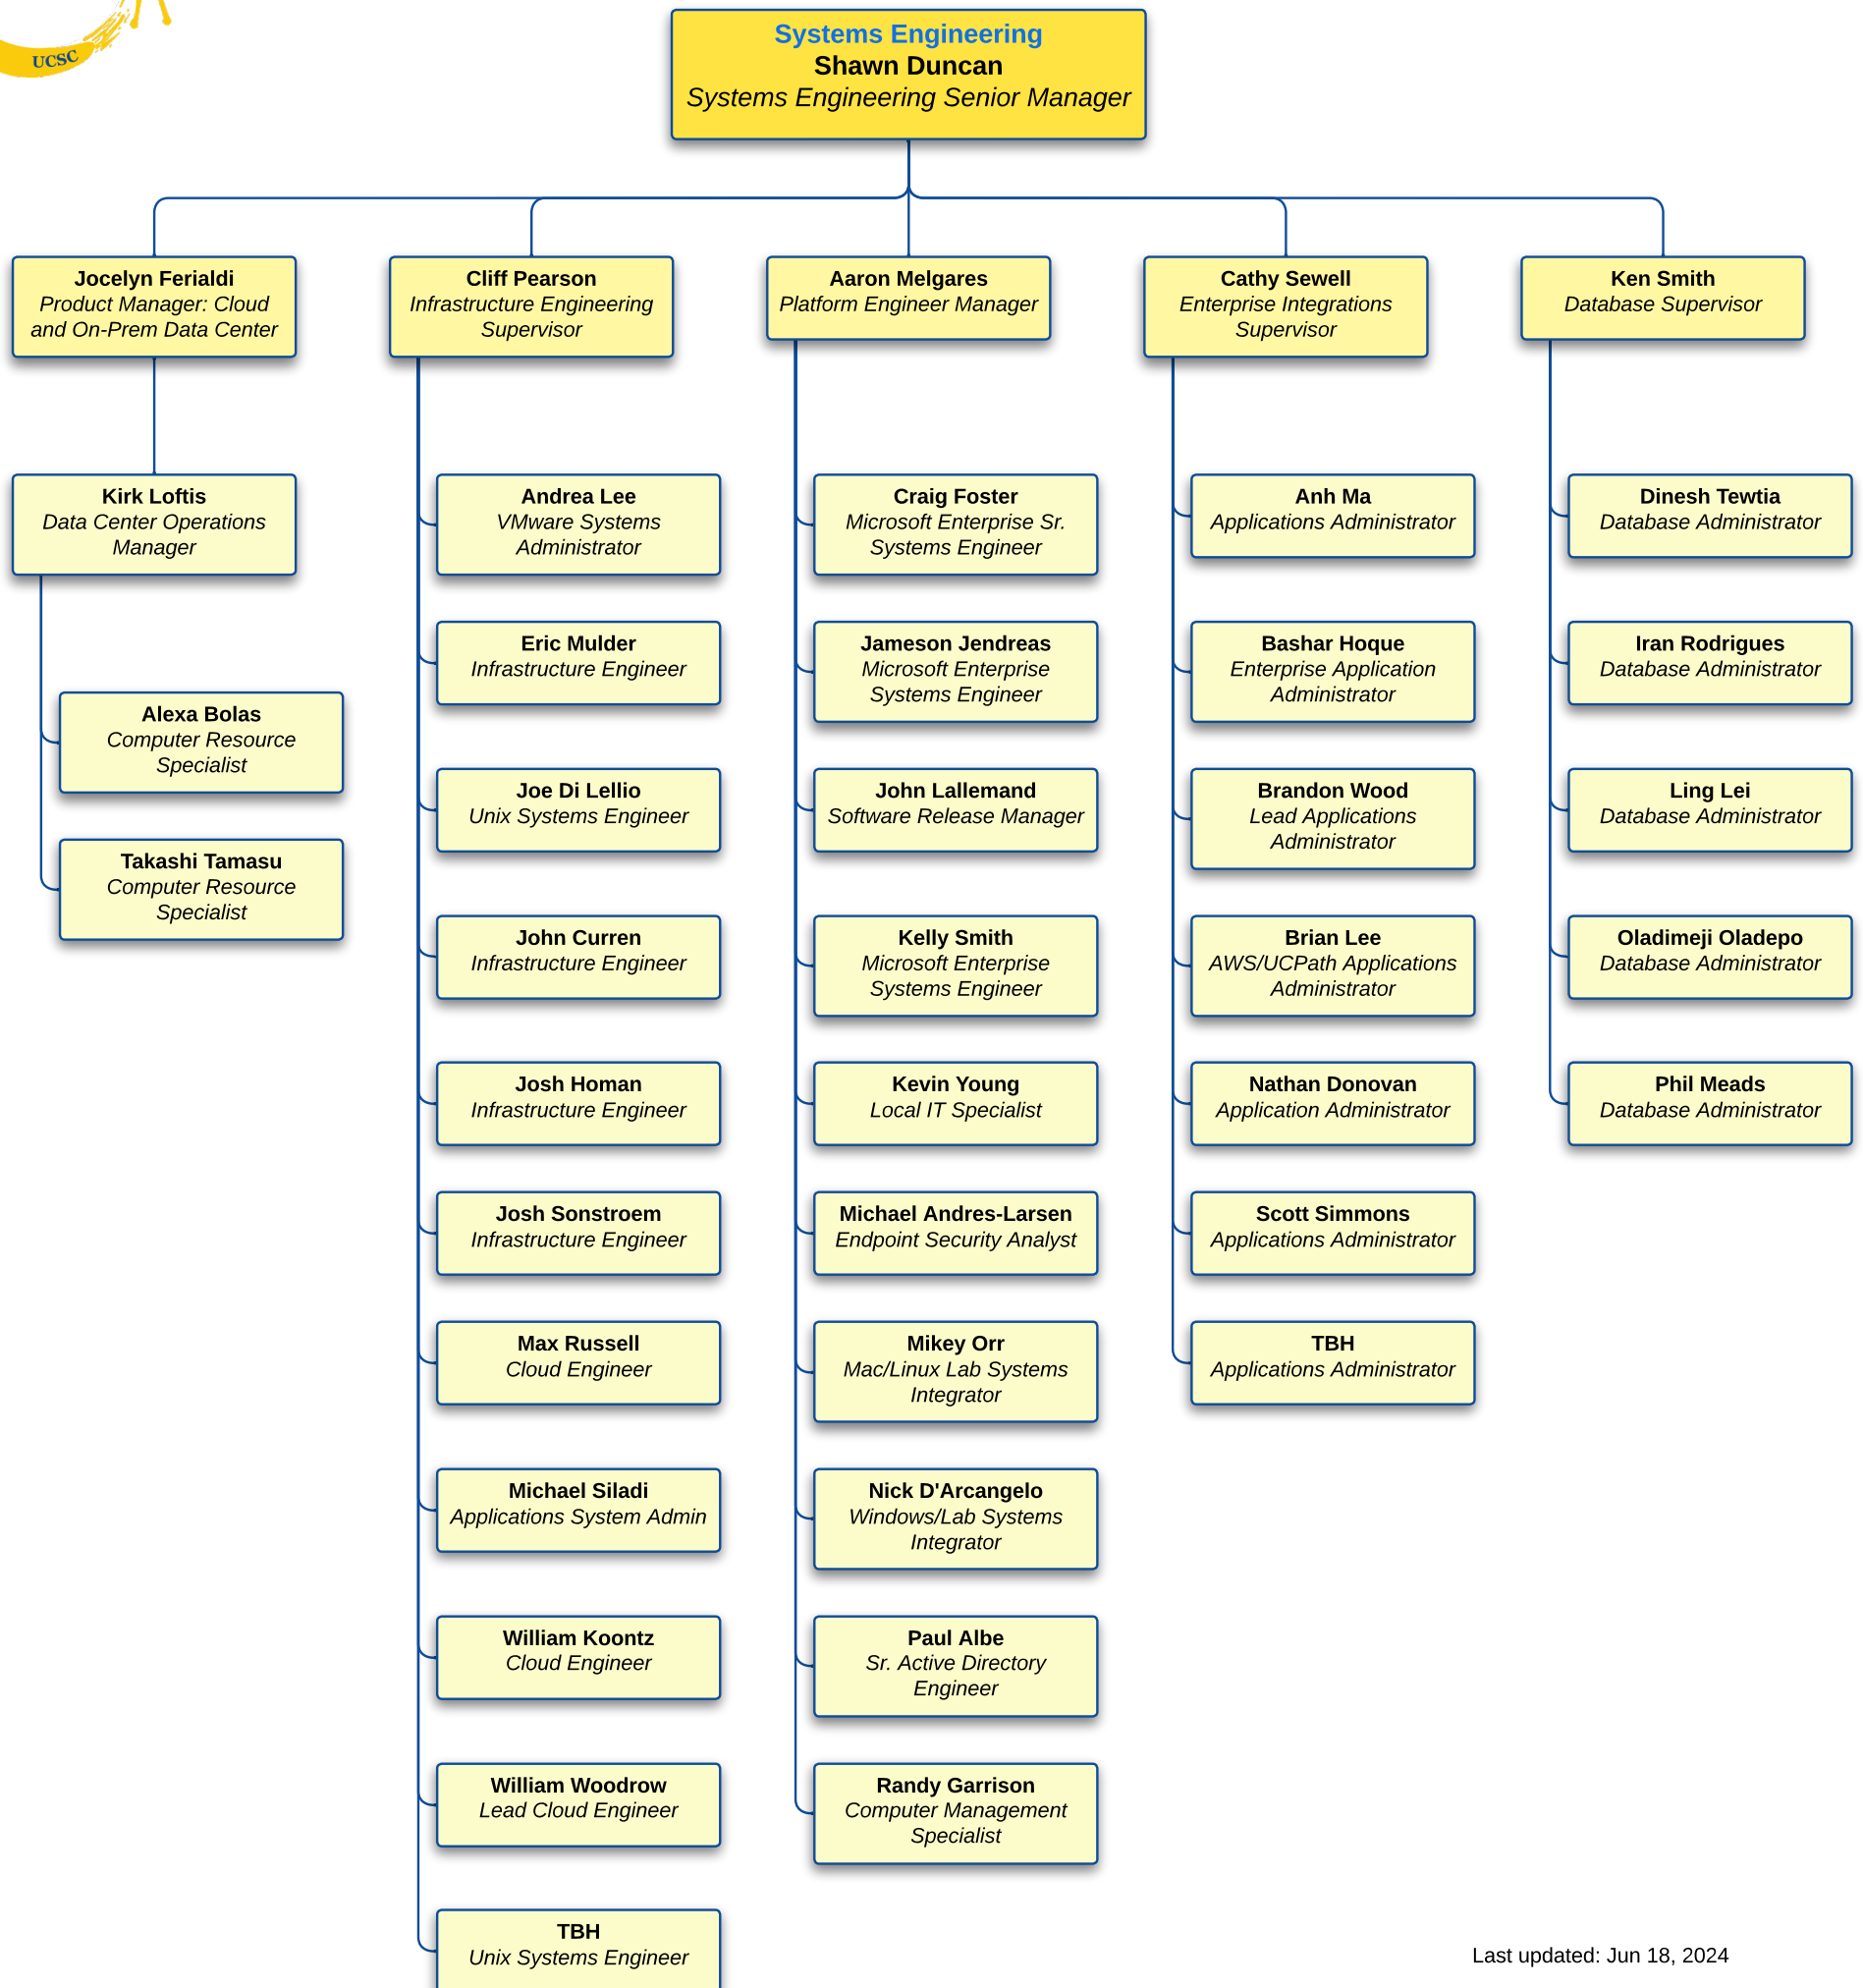 UCSC
Systems Engineering
Shawn Duncan
Systems Engineering Senior Manager
Jocelyn Ferialdi
Product Manager: Cloud
and On-Prem Data Center
Kirk Loftis
Data Center Operations
Manager
Alexa Bolas
Computer Resource
Specialist
Takashi Tamasu
Computer Resource
Specialist
Cliff Pearson
Infrastructure Engineering
Supervisor
Andrea Lee
VMware Systems
Administrator
Eric Mulder
Infrastructure Engineer
Joe Di Lellio
Unix Systems Engineer
John Curren
Infrastructure Engineer
Josh Homan
Infrastructure Engineer
Josh Sonstroem
Infrastructure Engineer
Max Russell
Cloud Engineer
Michael Siladi
Applications System Admin
William Koontz
Cloud Engineer
William Woodrow
Lead Cloud Engineer
TBH
Unix Systems Engineer
Aaron Melgares
Platform Engineer Manager
Craig Foster
Microsoft Enterprise Sr.
Systems Engineer
Jameson Jendreas
Microsoft Enterprise
Systems Engineer
John Lallemand
Software Release Manager
Kelly Smith
Microsoft Enterprise
Systems Engineer
Kevin Young
Local IT Specialist
Michael Andres-Larsen
Endpoint Security Analyst
Mikey Orr
Mac/Linux Lab Systems
Integrator
Nick D'Arcangelo
Windows/Lab Systems
Integrator
Paul Albe
Sr. Active Directory
Engineer
Randy Garrison
Computer Management
Specialist
Cathy Sewell
Enterprise Integrations
Supervisor
Anh Ma
Applications Administrator
Bashar Hoque
Enterprise Application
Administrator
Brandon Wood
Lead Applications
Administrator
Brian Lee
AWS/UCPath Applications
Administrator
Nathan Donovan
Application Administrator
Scott Simmons
Applications Administrator
TBH
Applications Administrator
Ken Smith
Database Supervisor
Dinesh Tewtia
Database Administrator
Iran Rodrigues
Database Administrator
Ling Lei
Database Administrator
Oladimeji Oladepo
Database Administrator
Phil Meads
Database Administrator
Last updated: Jun 18, 2024